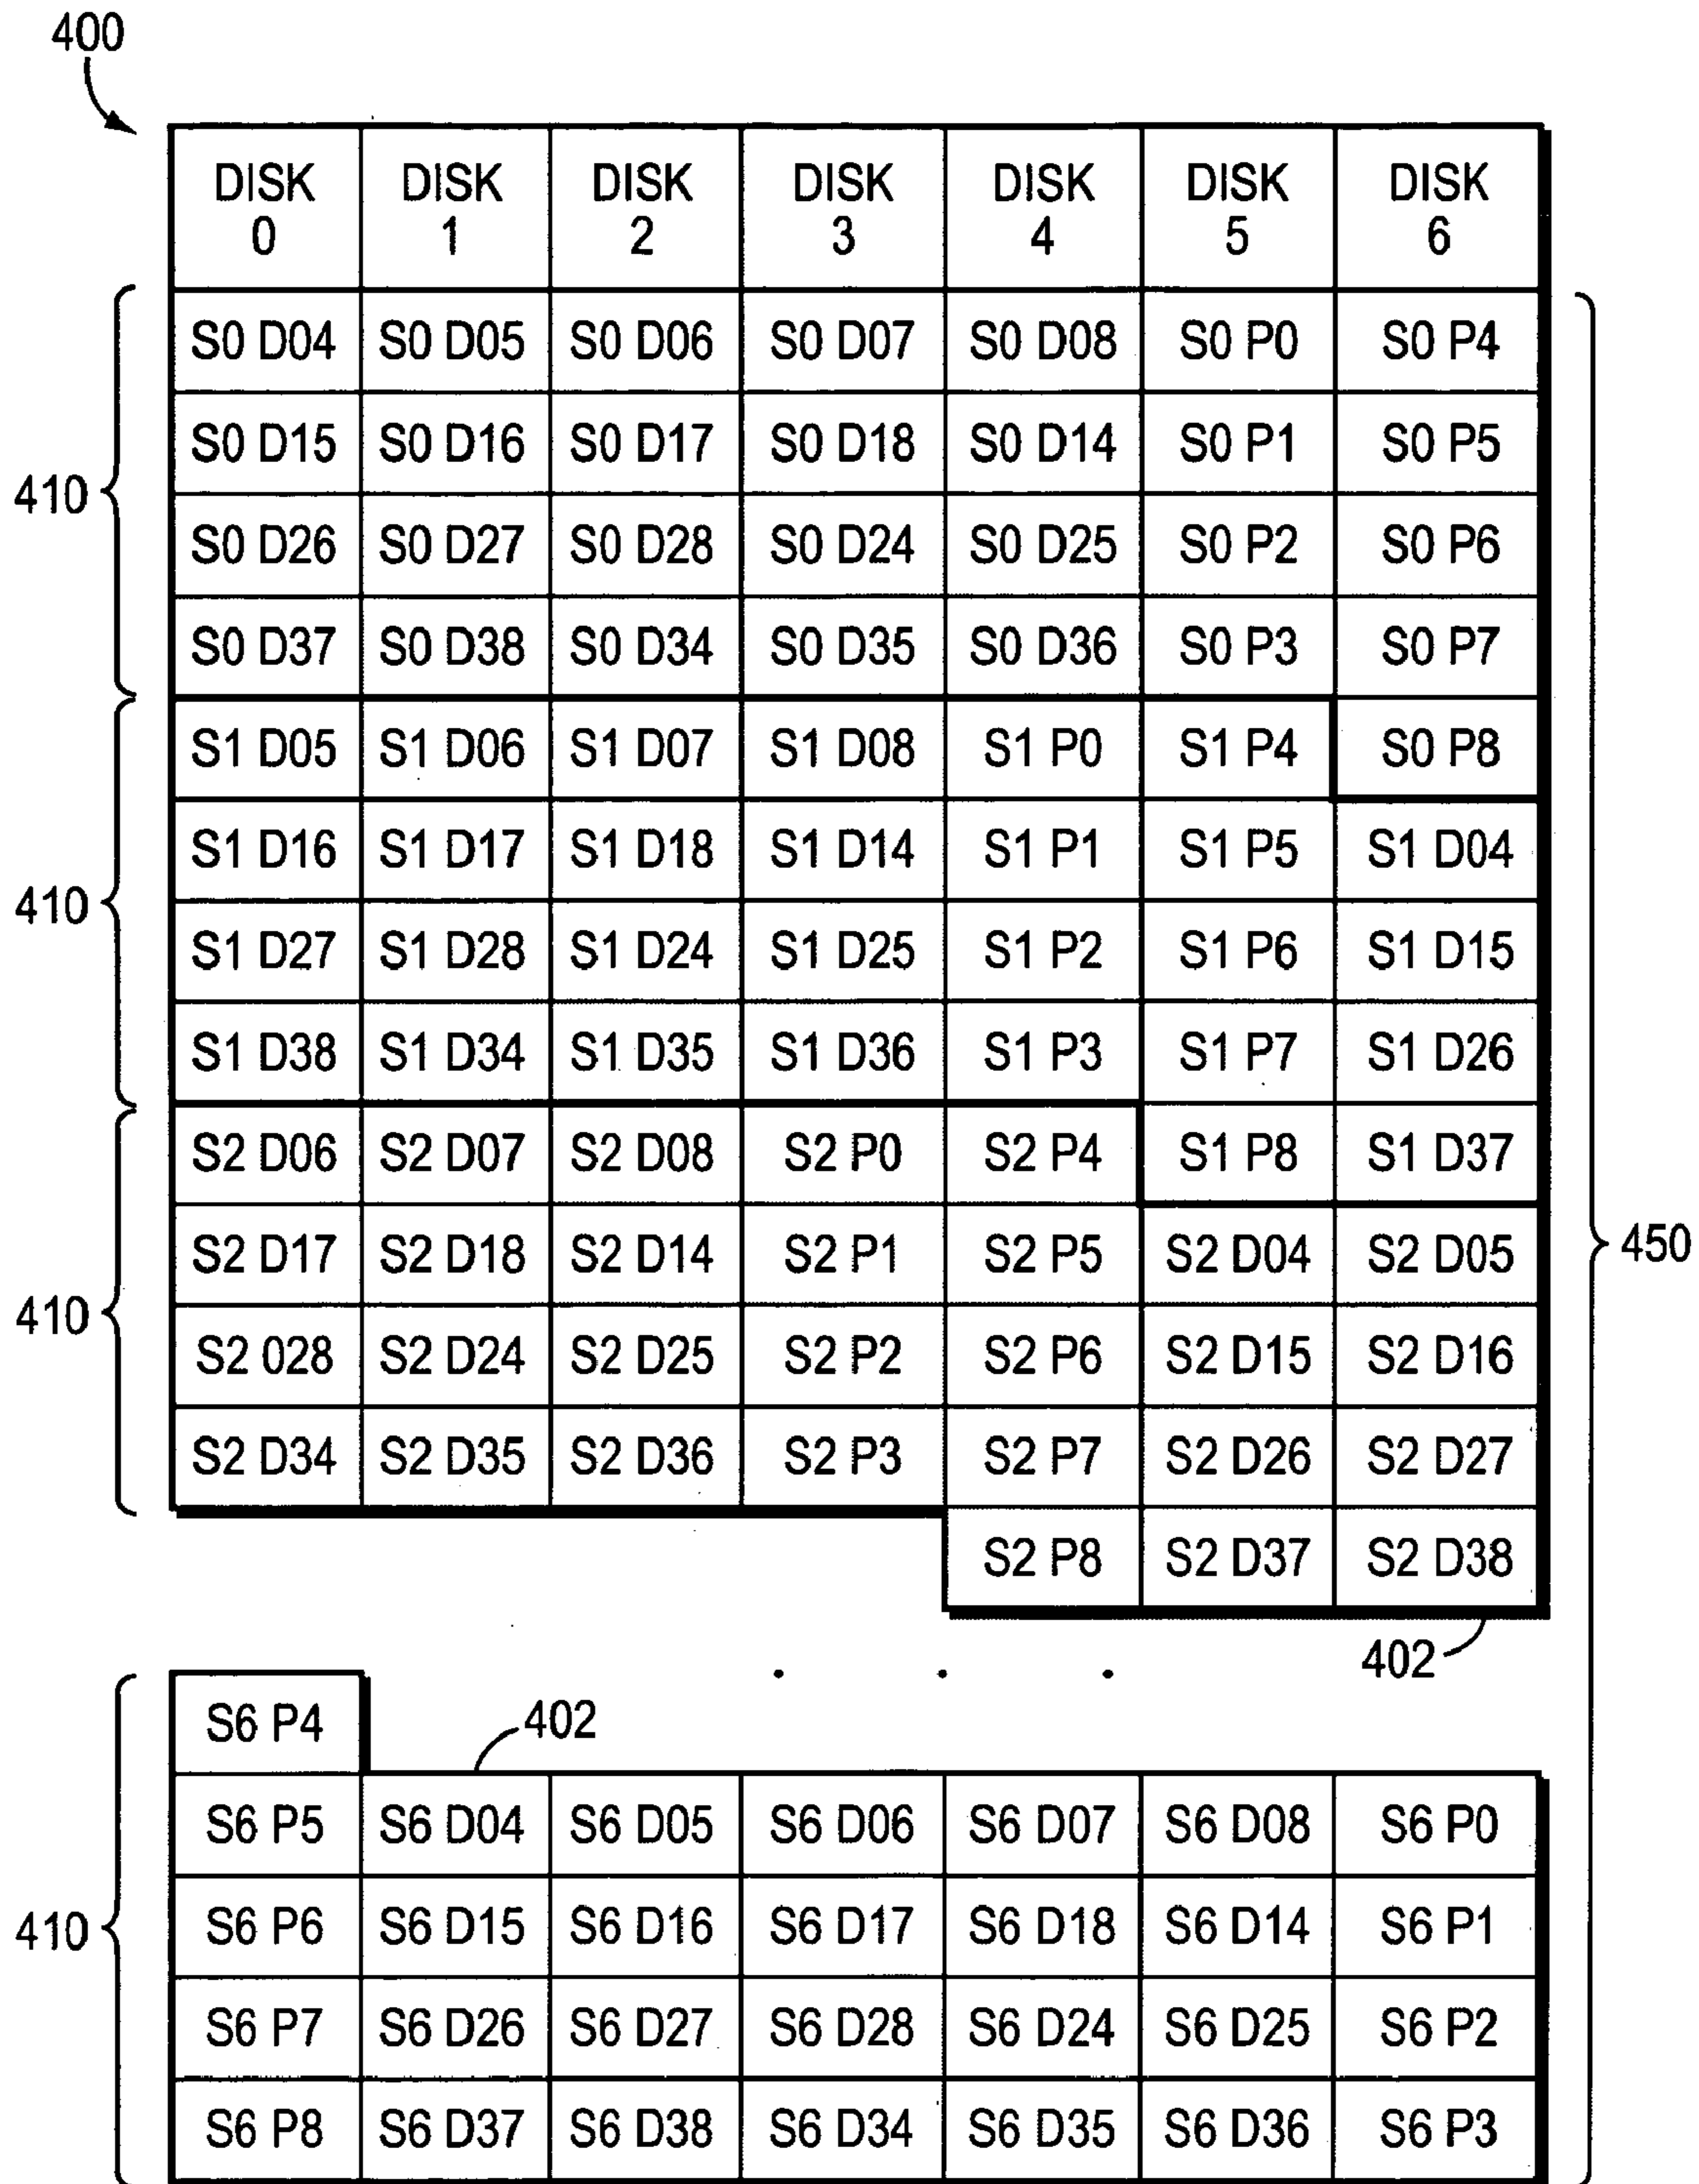 400
DISK 0 DISK 1 DISK 2 DISK 3 DISK 4 DISK 5 DISK 6
S0 D04 S0 D05 S0 D06 S0 D07 S0 D08 S0 P0 S0 P4
S0 D15 S0 D16 S0 D17 S0 D18 S0 D14 S0 P1 S0 P5
410
S0 D26 S0 D27 S0 D28 S0 D24 S0 D25 S0 P2 S0 P6
S0 D37 S0 D38 S0 D34 S0 D35 S0 D36 S0 P3 S0 P7
S1 D05 S1 D06 S1 D07 S1 D08 S1 P0 S1 P4 S0 P8
S1 D16 S1 D17 S1 D18 S1 D14 S1 P1 S1 P5 S1 D04
410
S1 D27 S1 D28 S1 D24 S1 D25 S1 P2 S1 P6 S1 D15
S1 D38 S1 D34 S1 D35 S1 D36 S1 P3 S1 P7 S1 D26
S2 D06 S2 D07 S2 D08 S2 P0 S2 P4 S1 P8 S1 D37
S2 D17 S2 D18 S2 D14 S2 P1 S2 P5 S2 D04 S2 D05
450
410
S2 028 S2 D24 S2 D25 S2 P2 S2 P6 S2 D15 S2 D16
S2 D34 S2 D35 S2 D36 S2 P3 S2 P7 S2 D26 S2 D27
S2 P8 S2 D37 S2 D38
402
. . .
S6 P4
402
S6 P5 S6 D04 S6 D05 S6 D06 S6 D07 S6 D08 S6 P0
410
S6 P6 S6 D15 S6 D16 S6 D17 S6 D18 S6 D14 S6 P1
S6 P7 S6 D26 S6 D27 S6 D28 S6 D24 S6 D25 S6 P2
S6 P8 S6 D37 S6 D38 S6 D34 S6 D35 S6 D36 S6 P3